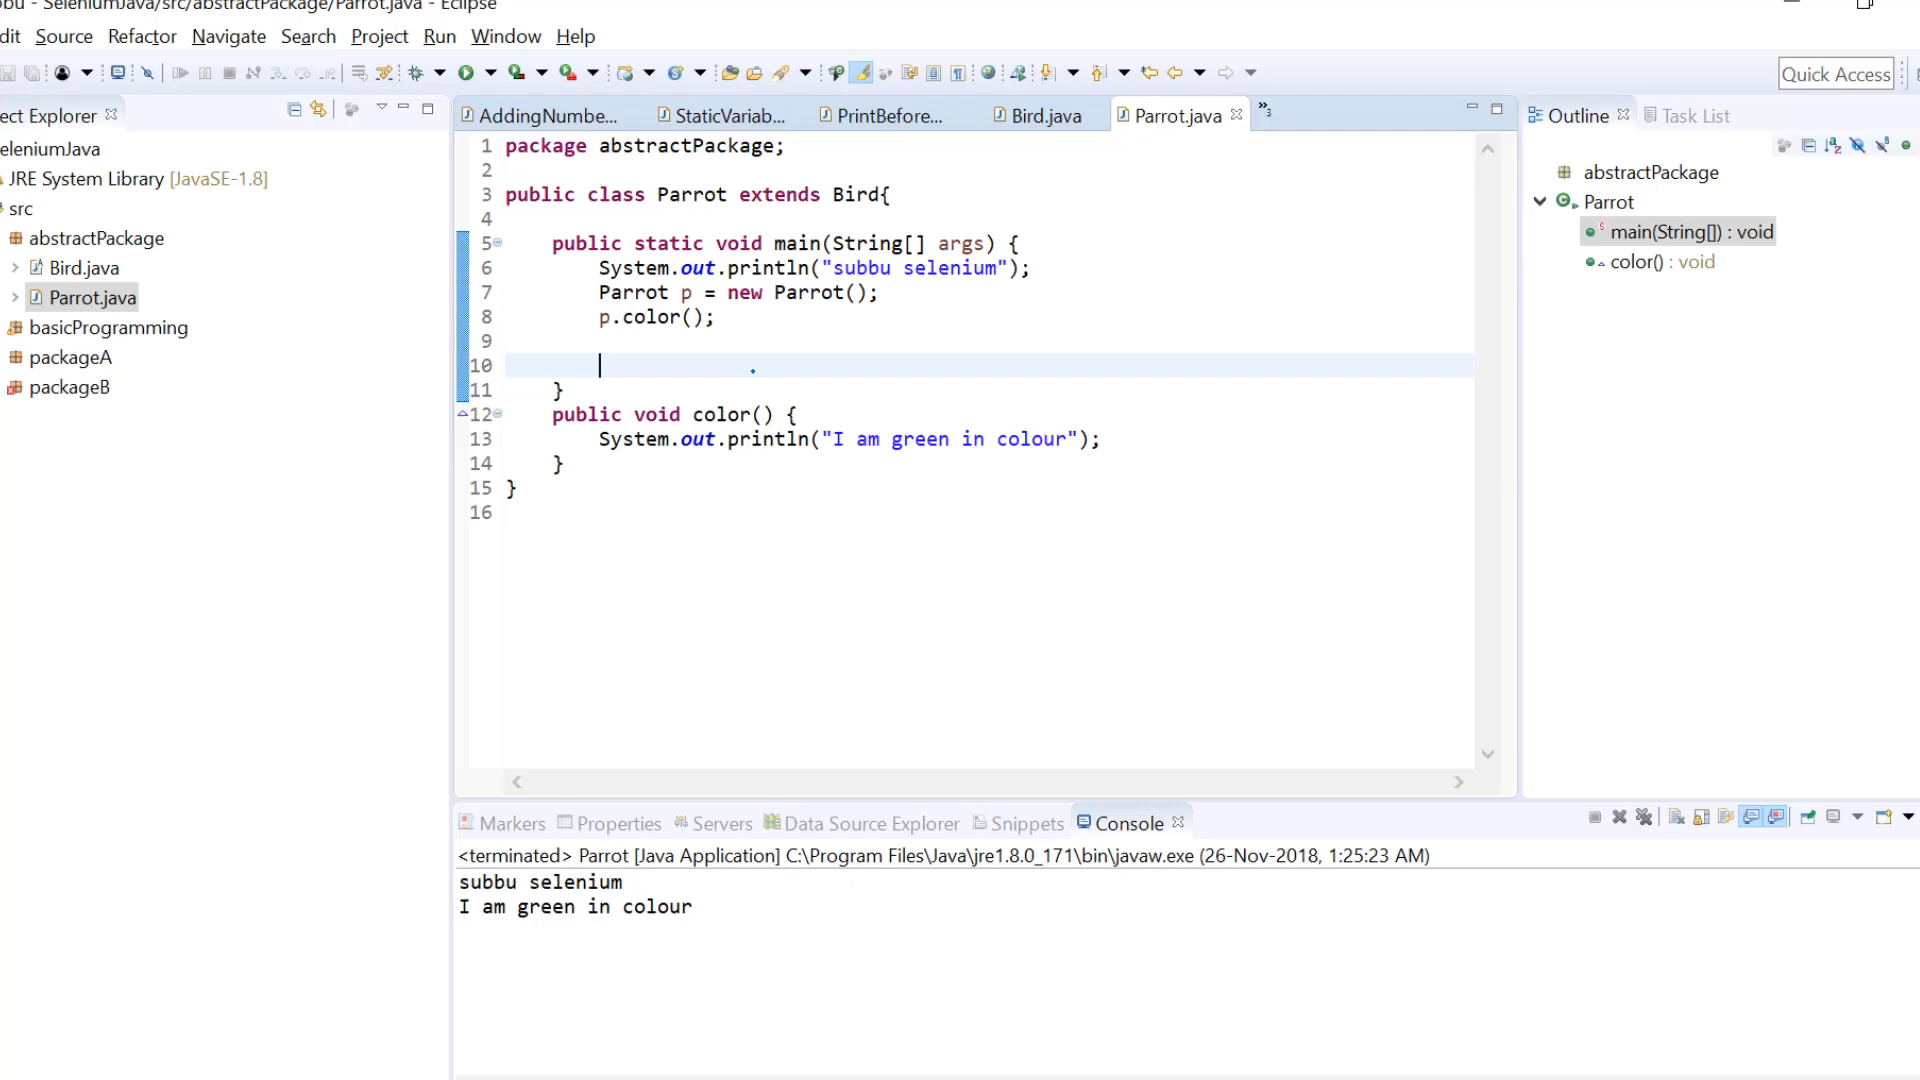 bbu - SeleniumJava/src/abstractPackage/Parrot.java - Eclipse
dit Source Refactor Navigate Search Project Run Window Help
Quick Access
ect Explorer
AddingNumbe... StaticVariab... PrintBefore... Bird.java Parrot.java »3
Outline Task List
eleniumJava
JRE System Library [JavaSE-1.8]
src
abstractPackage
Bird.java
Parrot.java
basicProgramming
packageA
packageB
1 package abstractPackage;
2
3 public class Parrot extends Bird{
4
5 public static void main(String[] args) {
6 System.out.println("subbu selenium");
7 Parrot p = new Parrot();
8 p.color();
9
10
11 }
12 public void color() {
13 System.out.println("I am green in colour");
14 }
15 }
16
abstractPackage
Parrot
main(String[]) : void
color() : void
Markers Properties Servers Data Source Explorer Snippets Console
<terminated> Parrot [Java Application] C:\Program Files\Java\jre1.8.0_171\bin\javaw.exe (26-Nov-2018, 1:25:23 AM)
subbu selenium
I am green in colour